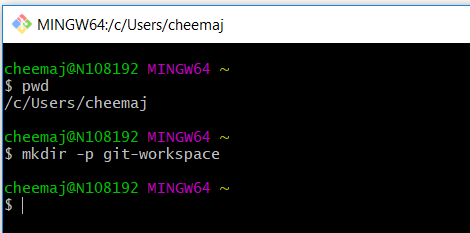 MINGW64:/c/Users/cheemaj
cheemaj@N108192 MINGW64 ~
$ pwd
/c/Users/cheemaj
cheemaj@N108192 MINGW64 ~
$ mkdir -p git-workspace
cheemaj@N108192 MINGW64 ~
$